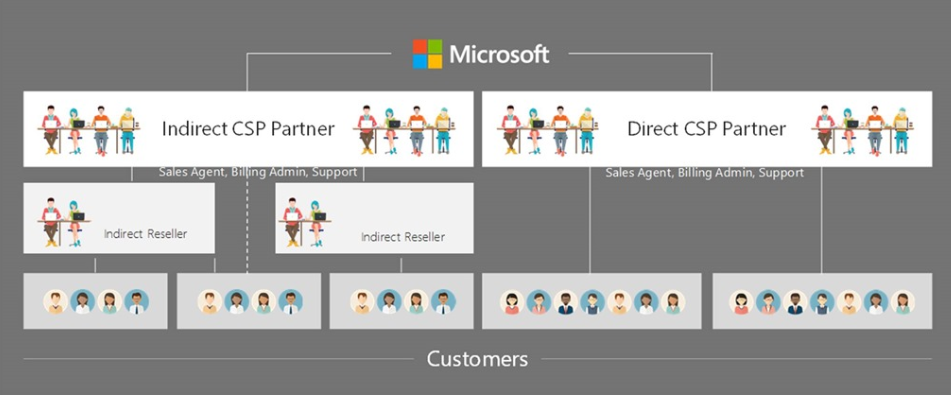 Microsoft
Indirect CSP Partner
Direct CSP Partner
Sales Agent, Billing Admin, Support
Sales Agent, Billing Admin, Support
Indirect Reseller
Indirect Reseller
Customers